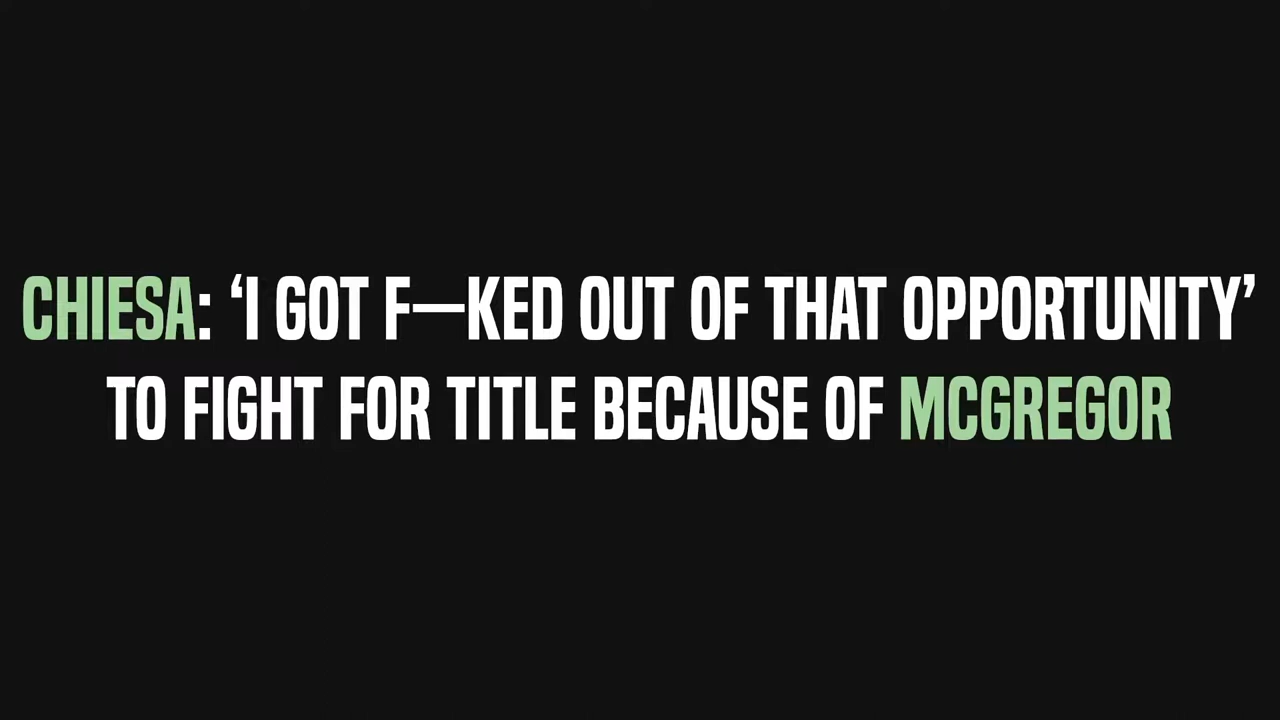 CHIESA: ‘I GOT F—KED OUT OF THAT OPPORTUNITY’
TO FIGHT FOR TITLE BECAUSE OF MCGREGOR